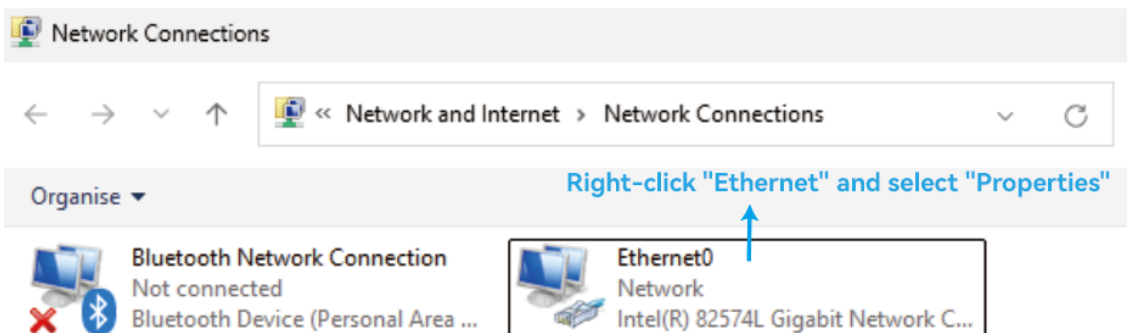 Network Connections
« Network and Internet > Network Connections
Organise
Right-click "Ethernet" and select "Properties"
Bluetooth Network Connection
Not connected
Bluetooth Device (Personal Area ...
Ethernet0
Network
Intel(R) 82574L Gigabit Network C...